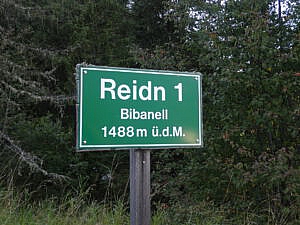 Reidn 1
Bibanell
1488 m ü.d.M.